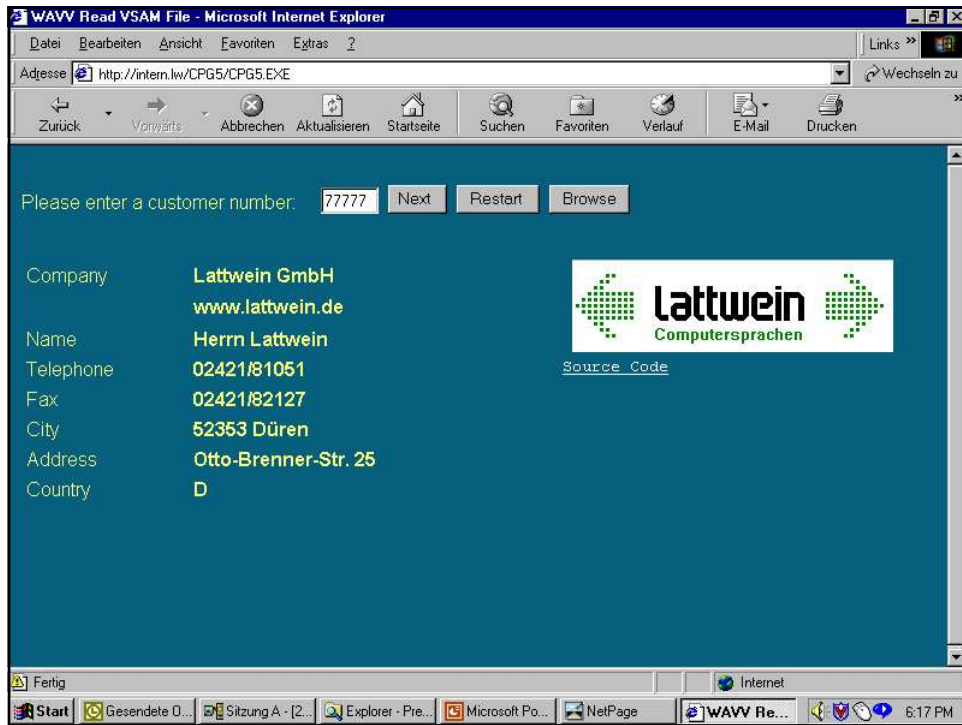 WAVV Read VSAM File - Microsoft Internet Explorer
Datei Bearbeiten Ansicht Favoriten Extras ? Links »
Adresse http://intern.lw/CPG5/CPG5.EXE Wechseln zu
Zurück Vorwärts Abbrechen Aktualisieren Startseite Suchen Favoriten Verlauf E-Mail Drucken »
Please enter a customer number: 77777 Next Restart Browse
Company Lattwein GmbH
www.lattwein.de
Name Herrn Lattwein
Telephone 02421/81051
Fax 02421/82127
City 52353 Düren
Address Otto-Brenner-Str. 25
Country D
Lattwein
Computersprachen
Source Code
Fertig Internet
Start Gesendete O... Sitzung A - [2... Explorer - Pre... Microsoft Po... NetPage WAVV Re... 6:17 PM